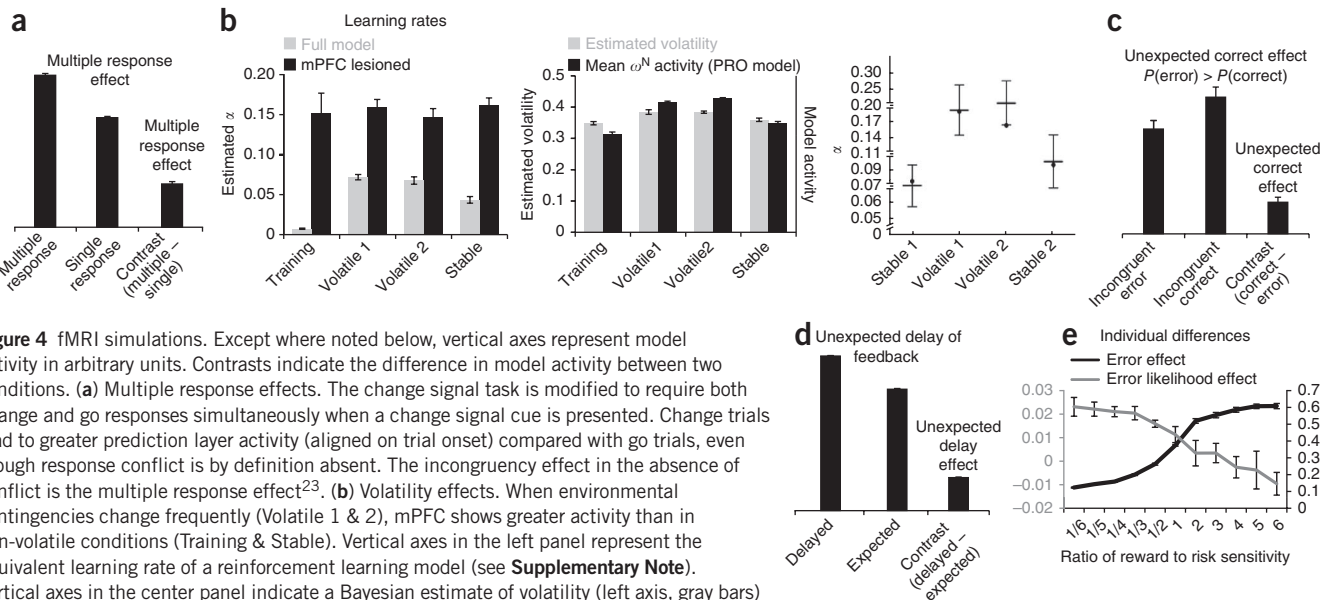 a
Multiple response
effect
Multiple
response
effect
Multiple
response
Single
response
Contrast
(multiple –
single)
b
Learning rates
Full model
mPFC lesioned
Estimated α
0.20
0.15
0.10
0.05
0
Training
Volatile 1
Volatile 2
Stable
Estimated volatility
Mean ωᴺ activity (PRO model)
Estimated volatility
0.5
0.4
0.3
0.2
0.1
0
Model activity
Training
Volatile1
Volatile2
Stable
α
0.30
0.25
0.20
0.17
0.14
0.11
0.09
0.07
0.06
0.05
0
Stable 1
Volatile 1
Volatile 2
Stable 2
c
Unexpected correct effect
P(error) > P(correct)
Unexpected
correct
effect
Incongruent
error
Incongruent
correct
Contrast
(correct –
error)
gure 4 fMRI simulations. Except where noted below, vertical axes represent model
tivity in arbitrary units. Contrasts indicate the difference in model activity between two
nditions. (a) Multiple response effects. The change signal task is modified to require both
ange and go responses simultaneously when a change signal cue is presented. Change trials
d to greater prediction layer activity (aligned on trial onset) compared with go trials, even
ough response conflict is by definition absent. The incongruency effect in the absence of
nflict is the multiple response effect²³. (b) Volatility effects. When environmental
ntingencies change frequently (Volatile 1 & 2), mPFC shows greater activity than in
n-volatile conditions (Training & Stable). Vertical axes in the left panel represent the
uivalent learning rate of a reinforcement learning model (see Supplementary Note).
rtical axes in the center panel indicate a Bayesian estimate of volatility (left axis, gray bars)
d
Unexpected delay of
feedback
Unexpected
delay
effect
Delayed
Expected
Contrast
(delayed –
expected)
e
Individual differences
Error effect
Error likelihood effect
0.03
0.02
0.01
0
–0.01
–0.02
0.7
0.6
0.5
0.4
0.3
0.2
0.1
0
1/6
1/5
1/4
1/3
1/2
1
2
3
4
5
6
Ratio of reward to risk sensitivity